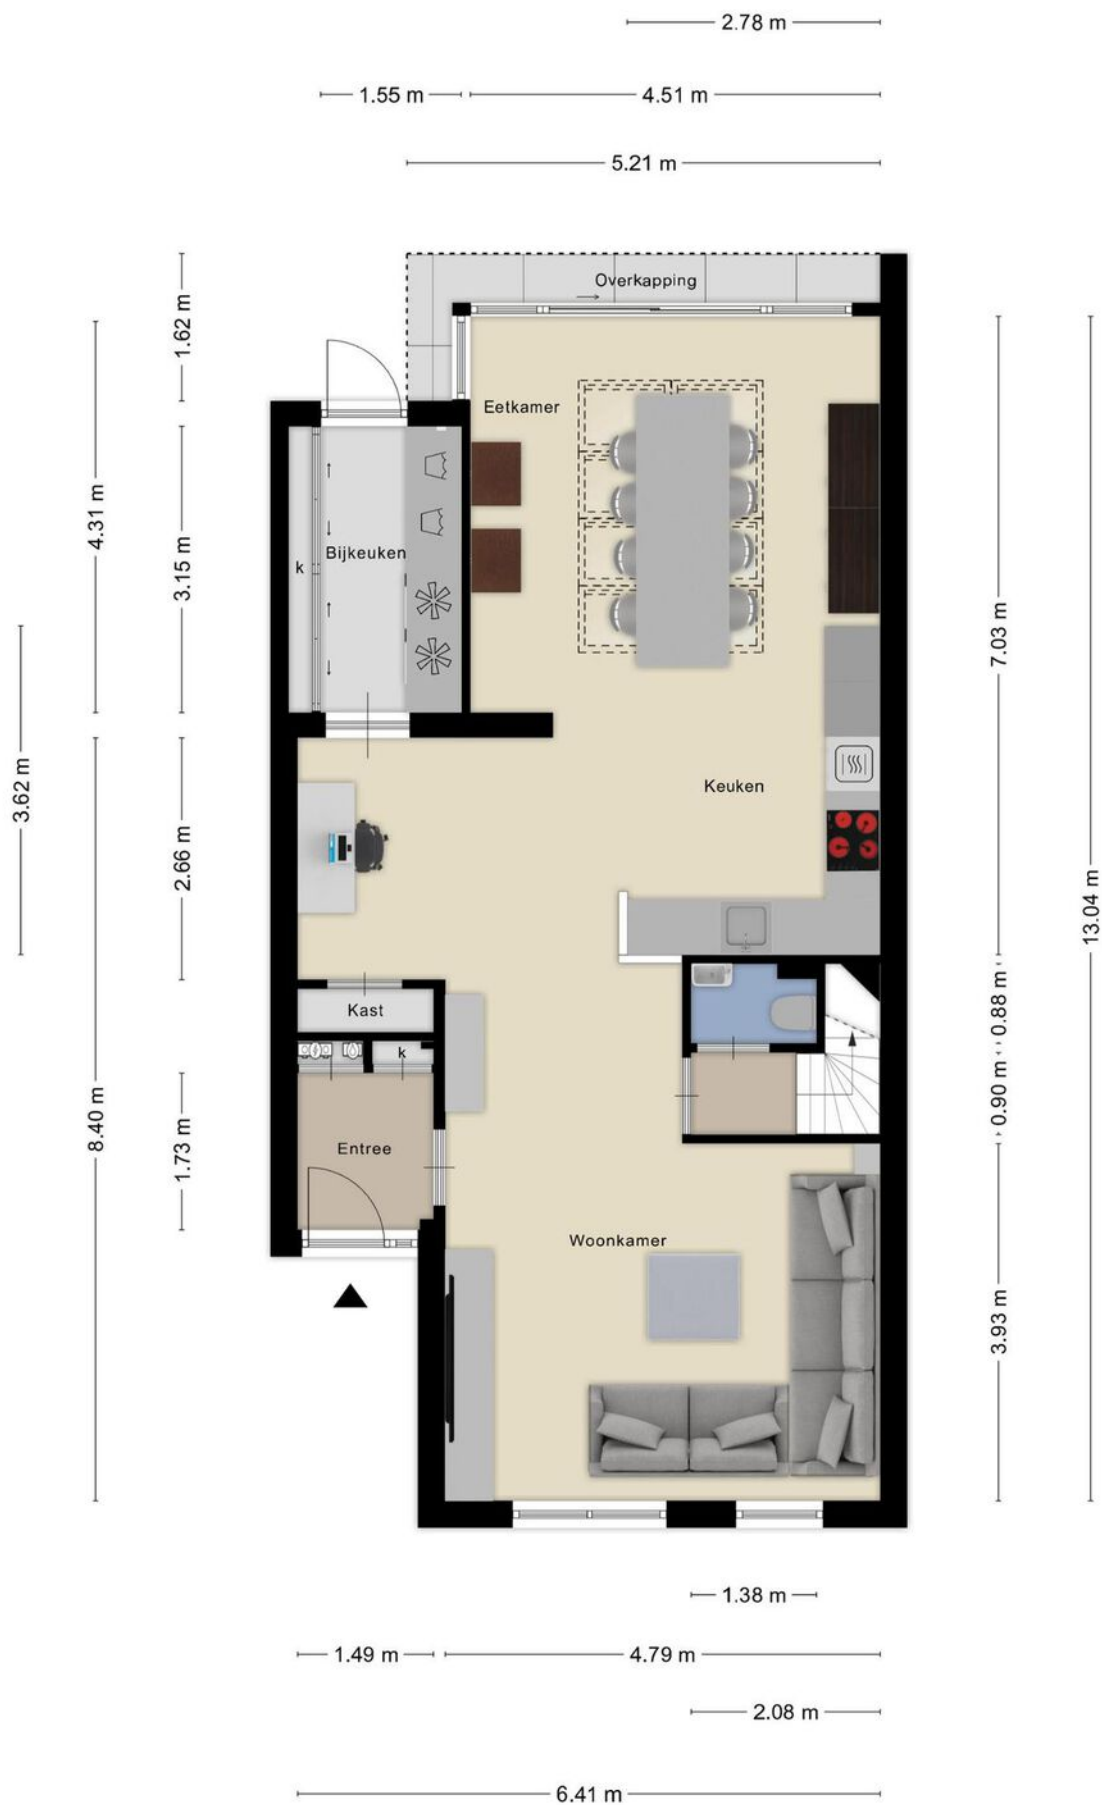 2.78 m
1.55 m
4.51 m
5.21 m
Overkapping
1.62 m
Eetkamer
4.31 m
3.15 m
Bijkeuken
k
7.03 m
3.62 m
Keuken
2.66 m
13.04 m
0.88 m
Kast
k
0.90 m
8.40 m
1.73 m
Entree
Woonkamer
3.93 m
1.38 m
1.49 m
4.79 m
2.08 m
6.41 m